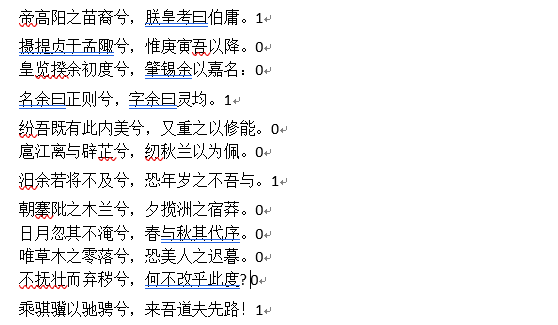 帝高阳之苗裔兮，朕皇考曰伯庸。1
摄提贞于孟陬兮，惟庚寅吾以降。0
皇览揆余初度兮，肇锡余以嘉名：0
名余曰正则兮，字余曰灵均。1
纷吾既有此内美兮，又重之以修能。0
扈江离与辟芷兮，纫秋兰以为佩。0
汩余若将不及兮，恐年岁之不吾与。1
朝搴阰之木兰兮，夕揽洲之宿莽。0
日月忽其不淹兮，春与秋其代序。0
唯草木之零落兮，恐美人之迟暮。0
不抚壮而弃秽兮，何不改乎此度?0
乘骐骥以驰骋兮，来吾道夫先路！1